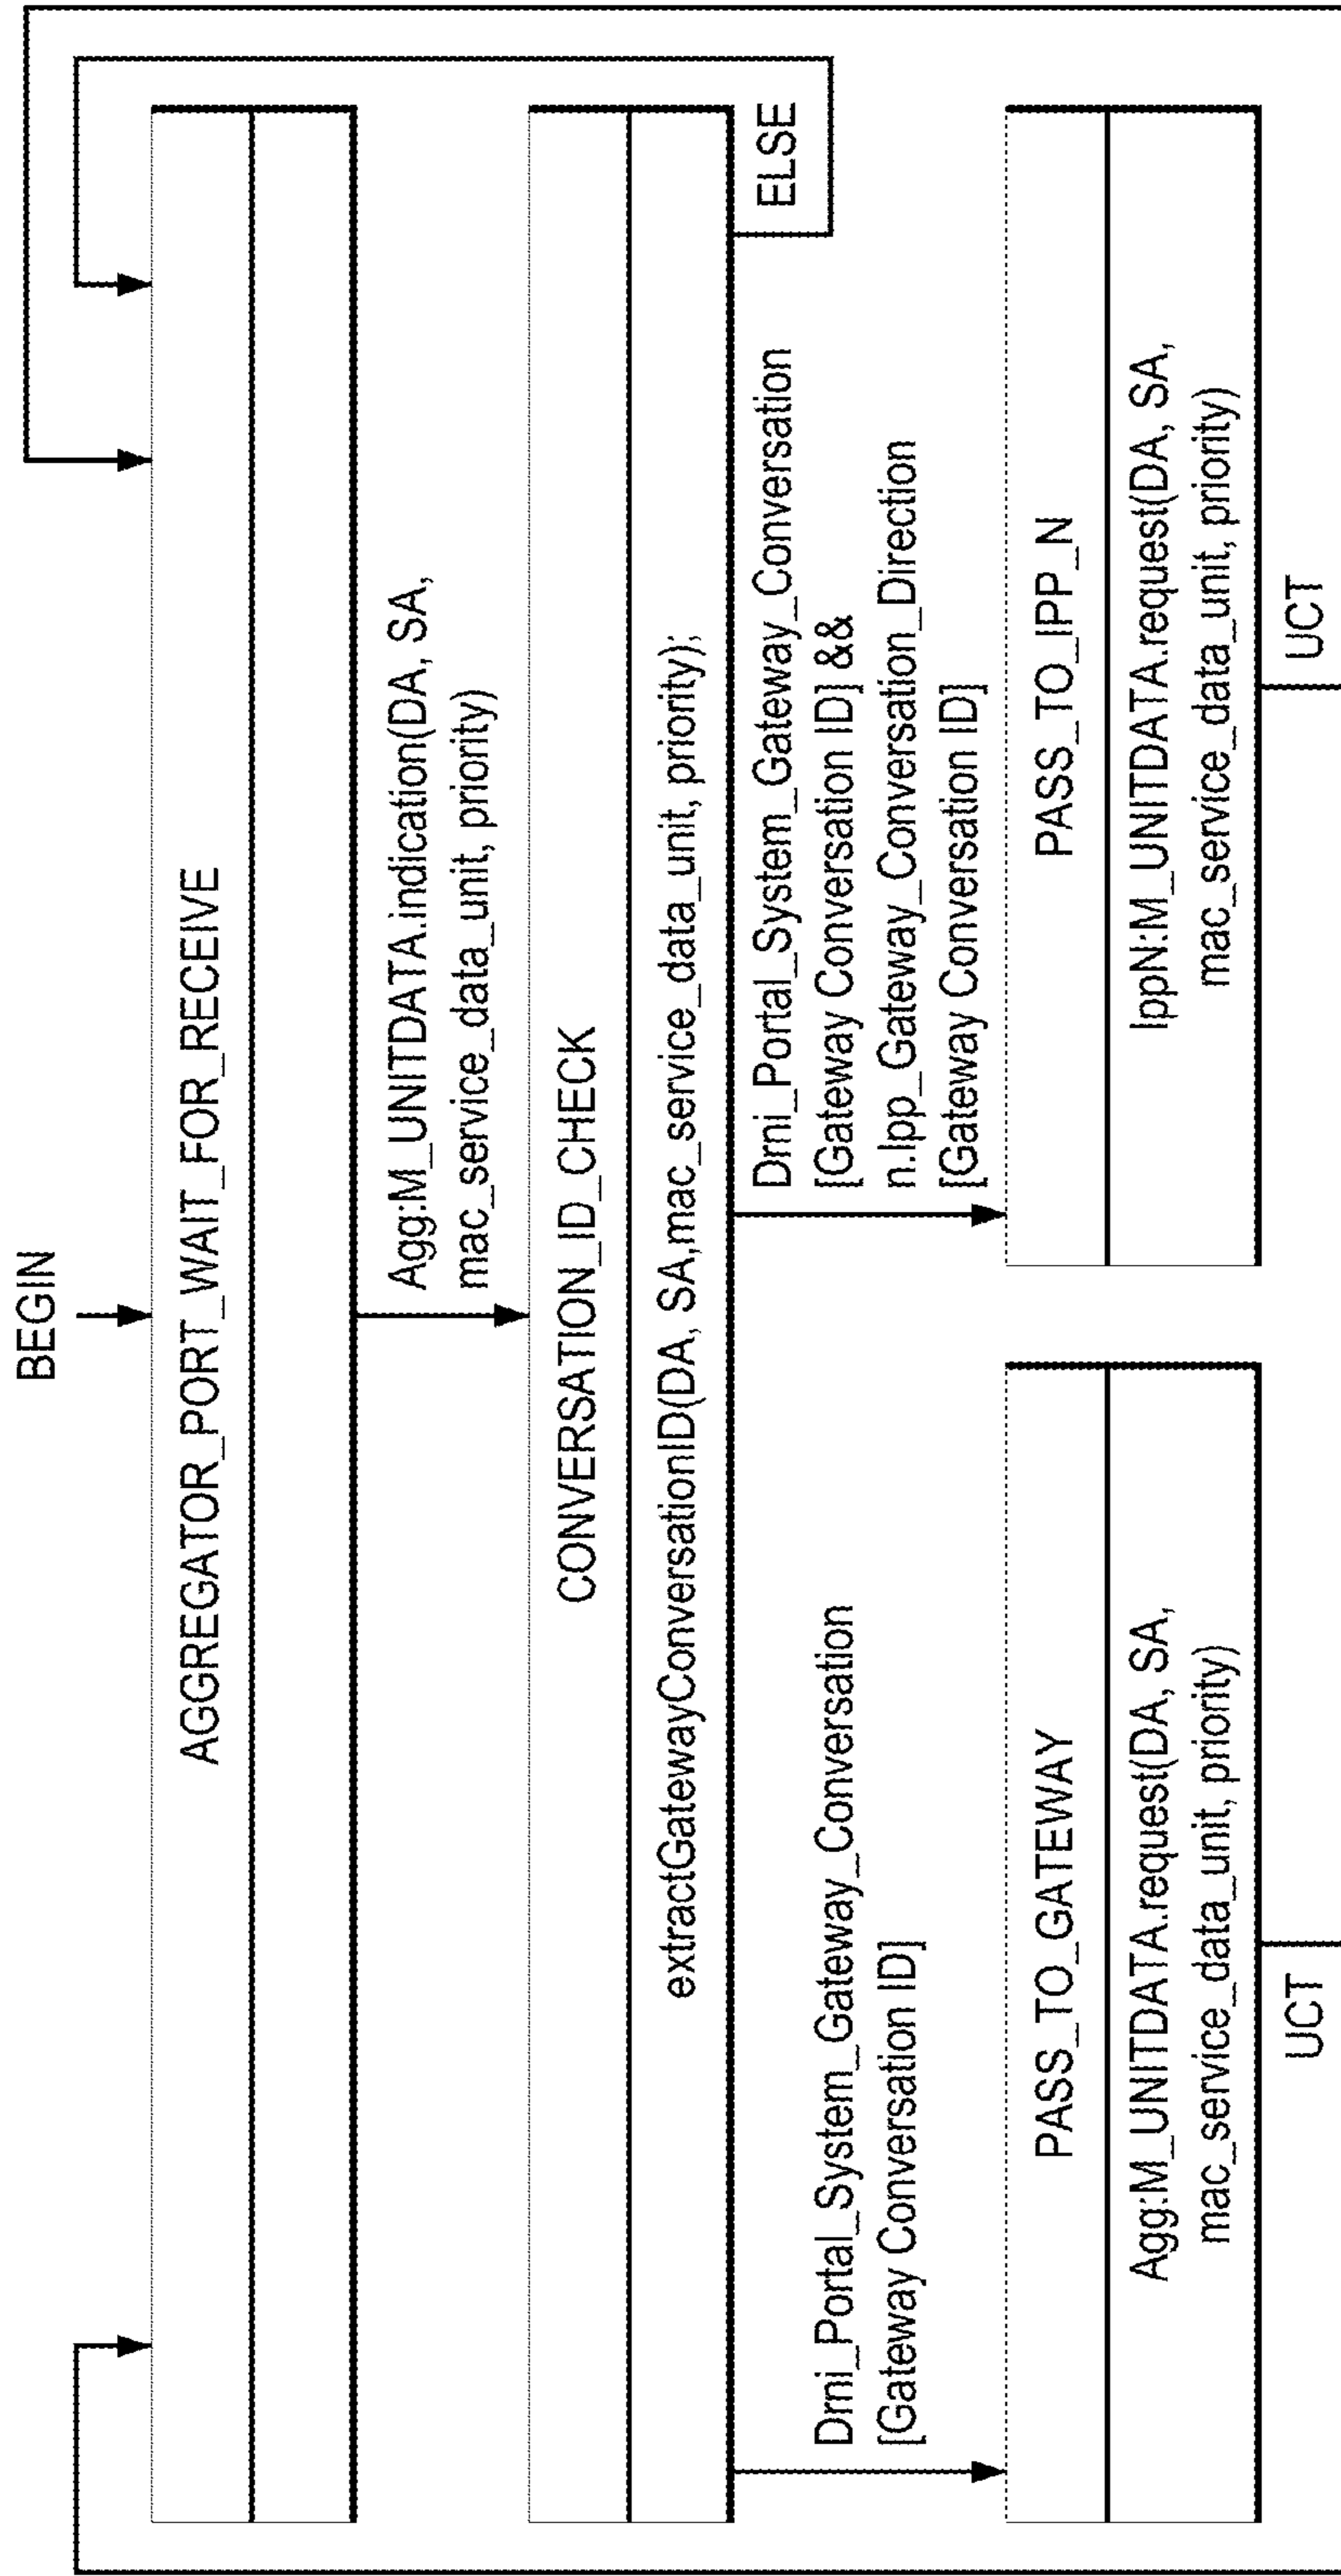 BEGIN
AGGREGATOR_PORT_WAIT_FOR_RECEIVE
Agg:M_UNITDATA.indication(DA, SA,
mac_service_data_unit, priority)
CONVERSATION_ID_CHECK
extractGatewayConversationID(DA, SA,mac_service_data_unit, priority);
ELSE
Drni_Portal_System_Gateway_Conversation
[Gateway Conversation ID]
Drni_Portal_System_Gateway_Conversation
[Gateway Conversation ID] &&
n.Ipp_Gateway_Conversation_Direction
[Gateway Conversation ID]
PASS_TO_GATEWAY
Agg:M_UNITDATA.request(DA, SA,
mac_service_data_unit, priority)
UCT
PASS_TO_IPP_N
IppN:M_UNITDATA.request(DA, SA,
mac_service_data_unit, priority)
UCT